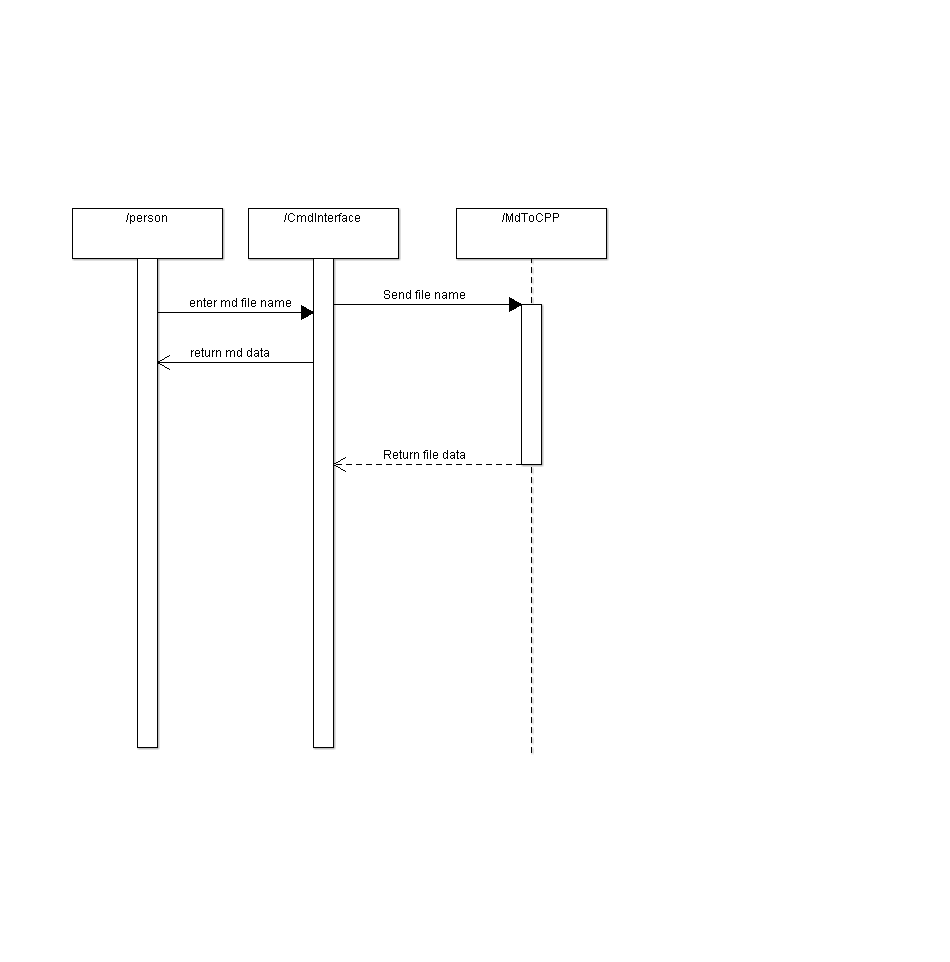 /person
/CmdInterface
/MdToCPP
Send file name
enter md file name
return md data
Return file data